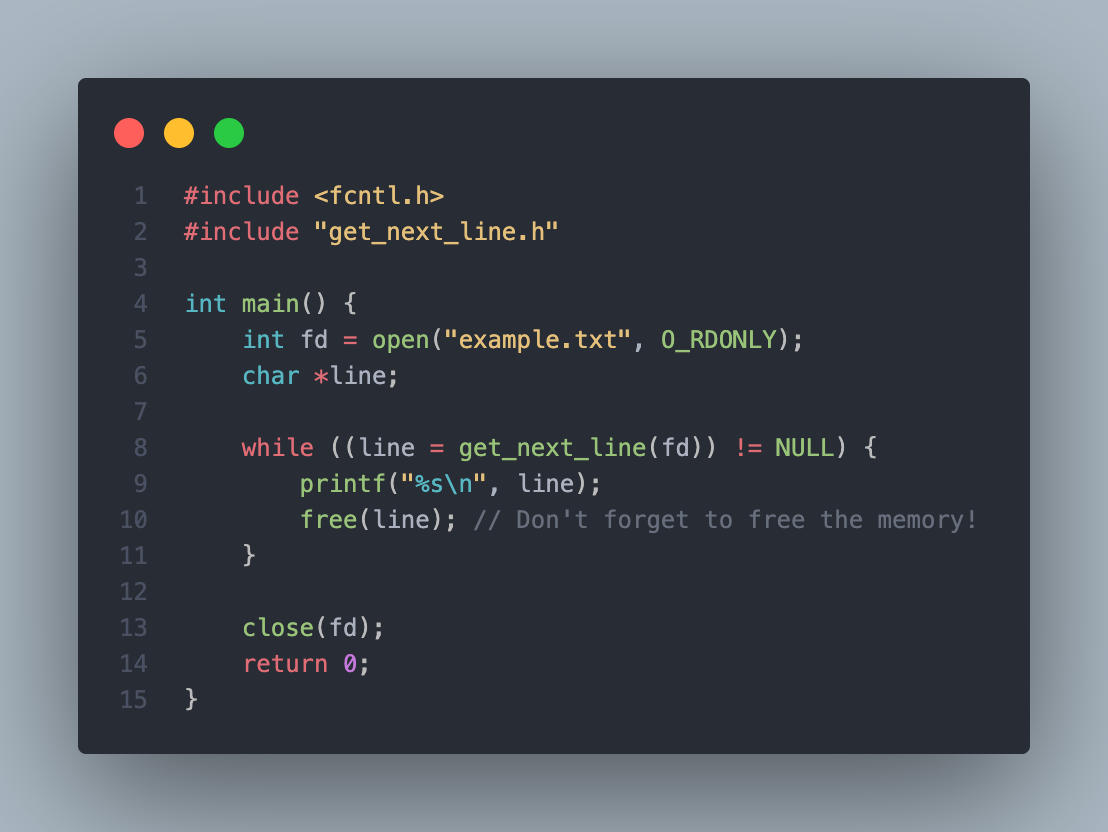 1 #include <fcntl.h>
2 #include "get_next_line.h"
3
4 int main() {
5     int fd = open("example.txt", O_RDONLY);
6     char *line;
7
8     while ((line = get_next_line(fd)) != NULL) {
9         printf("%s\n", line);
10         free(line); // Don't forget to free the memory!
11     }
12
13     close(fd);
14     return 0;
15 }